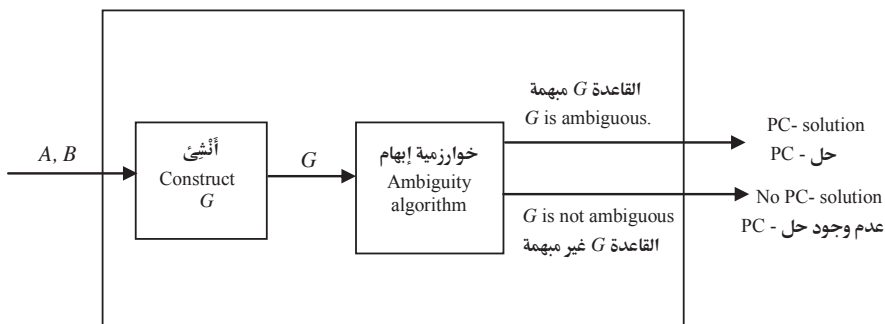 A, B
أَنْشِئ
Construct
G
G
خوارزمية إبهام
Ambiguity
algorithm
القاعدة G مبهمة
G is ambiguous.
G is not ambiguous
القاعدة G غير مبهمة
PC- solution
حل - PC
No PC- solution
عدم وجود حل - PC